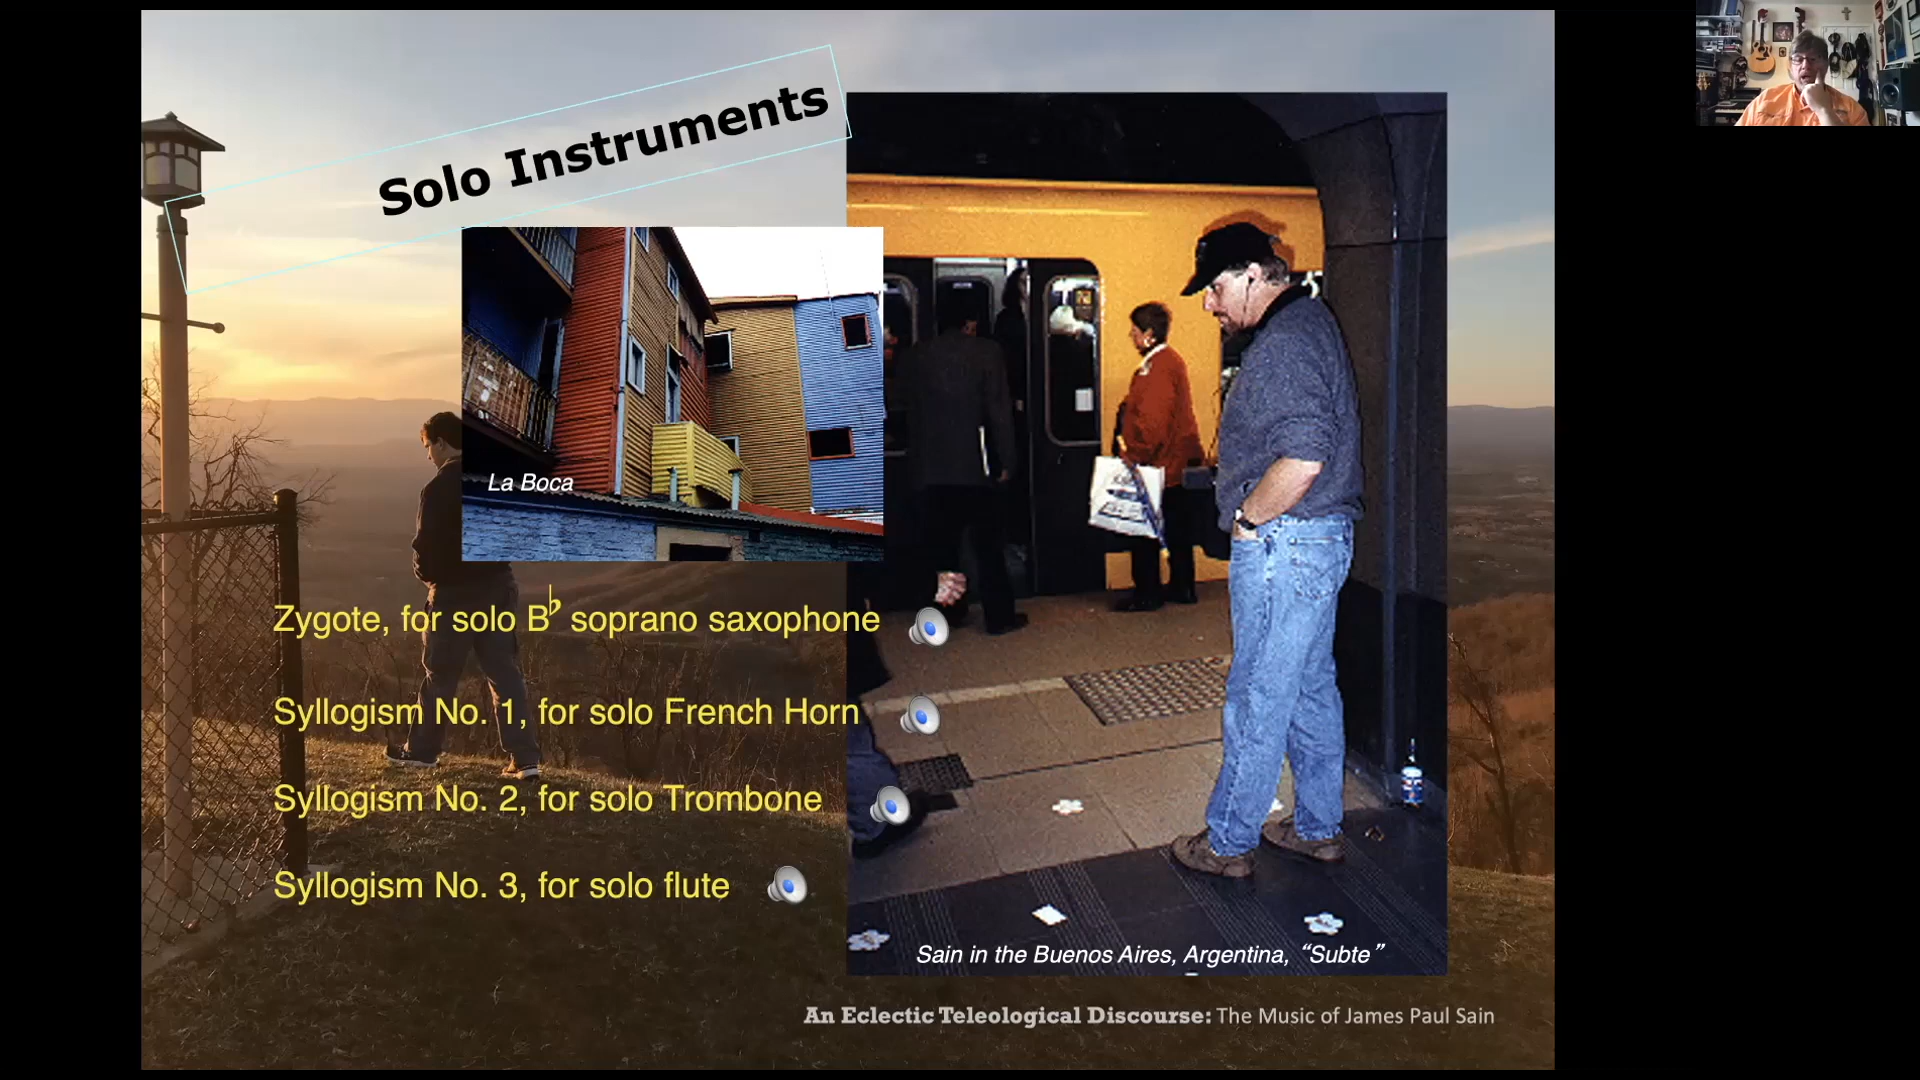 Solo Instruments
La Boca
Zygote, for solo B♭ soprano saxophone
Syllogism No. 1, for solo French Horn
Syllogism No. 2, for solo Trombone
Syllogism No. 3, for solo flute
Sain in the Buenos Aires, Argentina, “Subte”
An Eclectic Teleological Discourse: The Music of James Paul Sain